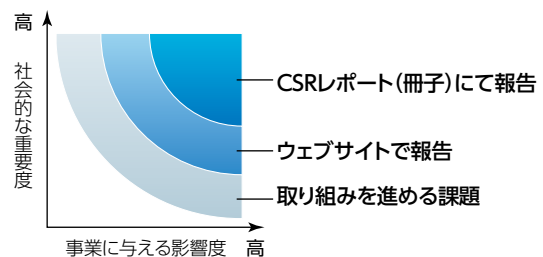 高
社会的な重要度
CSRレポート（冊子）にて報告
ウェブサイトで報告
取り組みを進める課題
事業に与える影響度
高